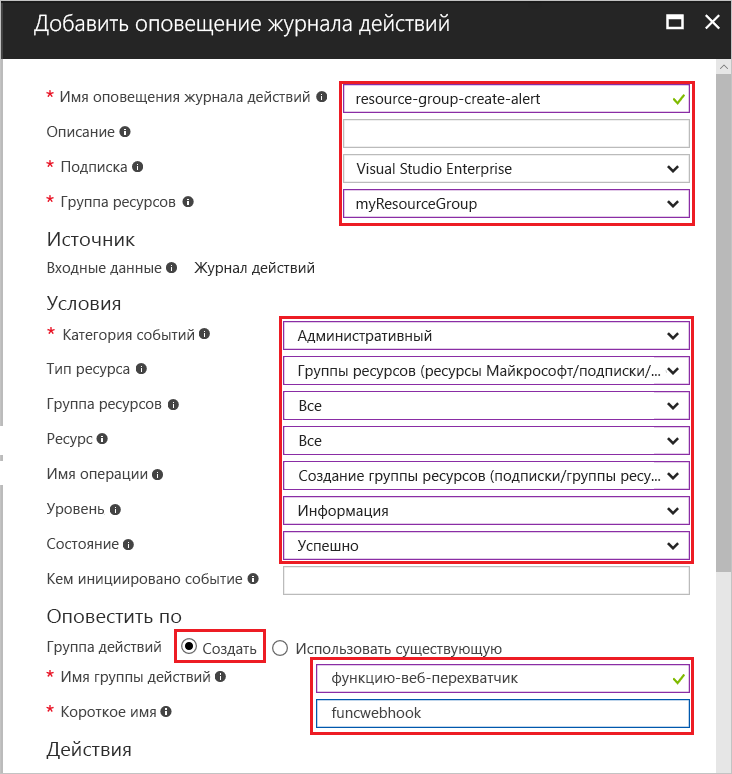 Добавить оповещение журнала действий
* Имя оповещения журнала действий resource-group-create-alert
Описание
* Подписка Visual Studio Enterprise
* Группа ресурсов myResourceGroup
Источник
Входные данные Журнал действий
Условия
* Категория событий Административный
Тип ресурса Группы ресурсов (ресурсы Майкрософт/подписки/...
Группа ресурсов Все
Ресурс Все
Имя операции Создание группы ресурсов (подписки/группы ресу...
Уровень Информация
Состояние Успешно
Кем инициировано событие
Оповестить по
Группа действий Создать Использовать существующую
* Имя группы действий функцию-веб-перехватчик
* Короткое имя funcwebhook
Действия